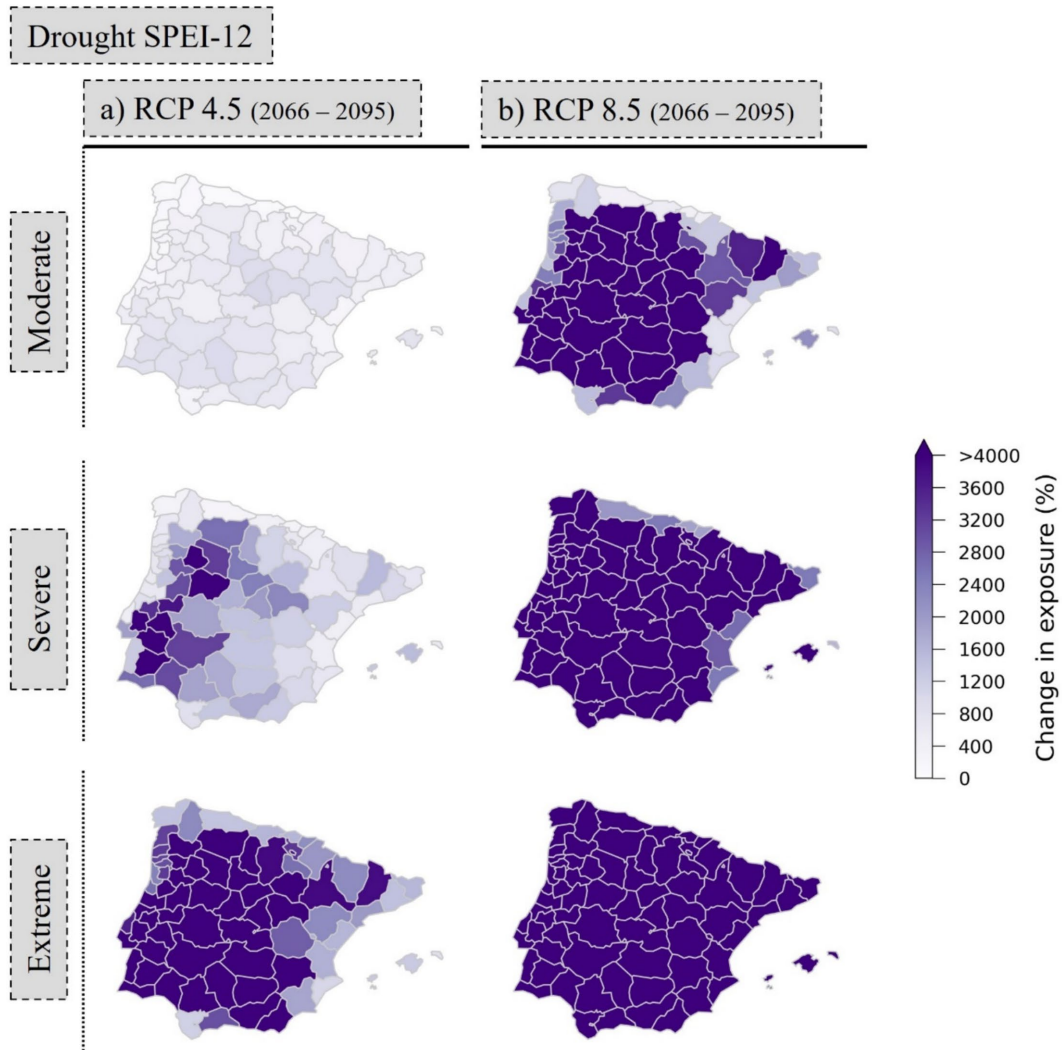 Drought SPEI-12
a) RCP 4.5 (2066 – 2095)
b) RCP 8.5 (2066 – 2095)
Moderate
Severe
Extreme
>4000
3600
3200
2800
2400
2000
1600
1200
800
400
0
Change in exposure (%)